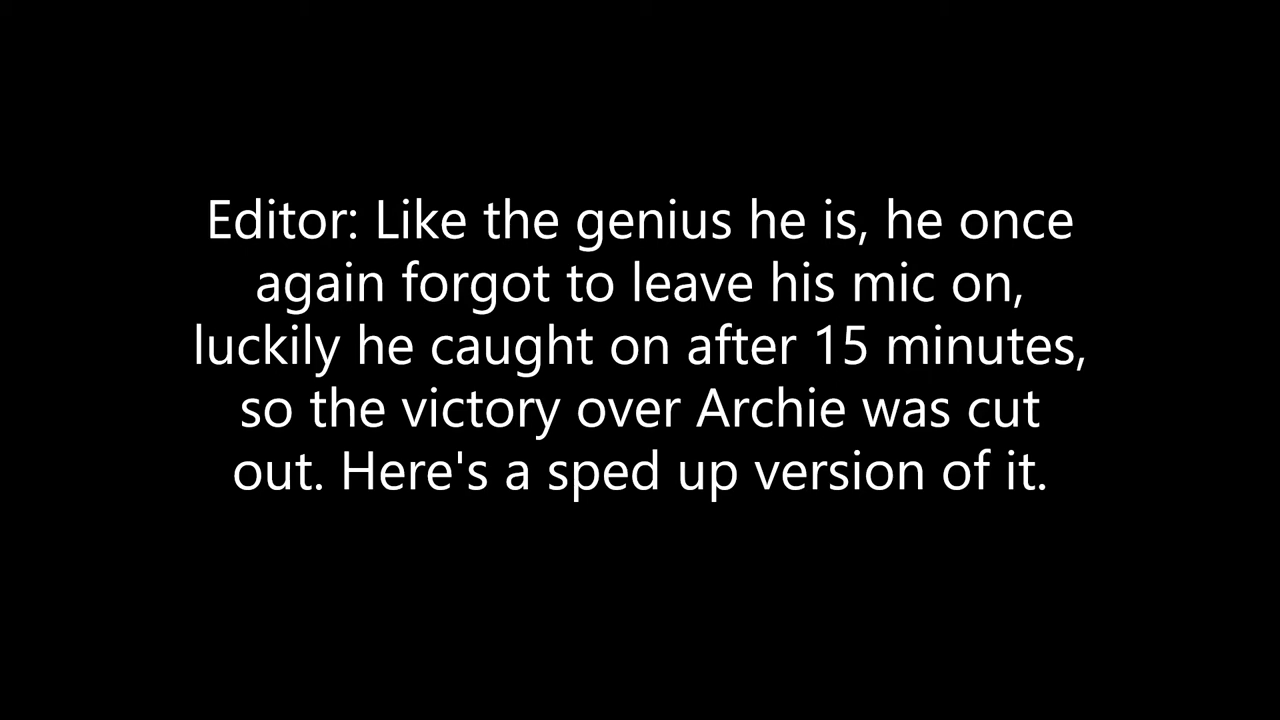 Editor: Like the genius he is, he once
again forgot to leave his mic on,
luckily he caught on after 15 minutes,
so the victory over Archie was cut
out. Here's a sped up version of it.